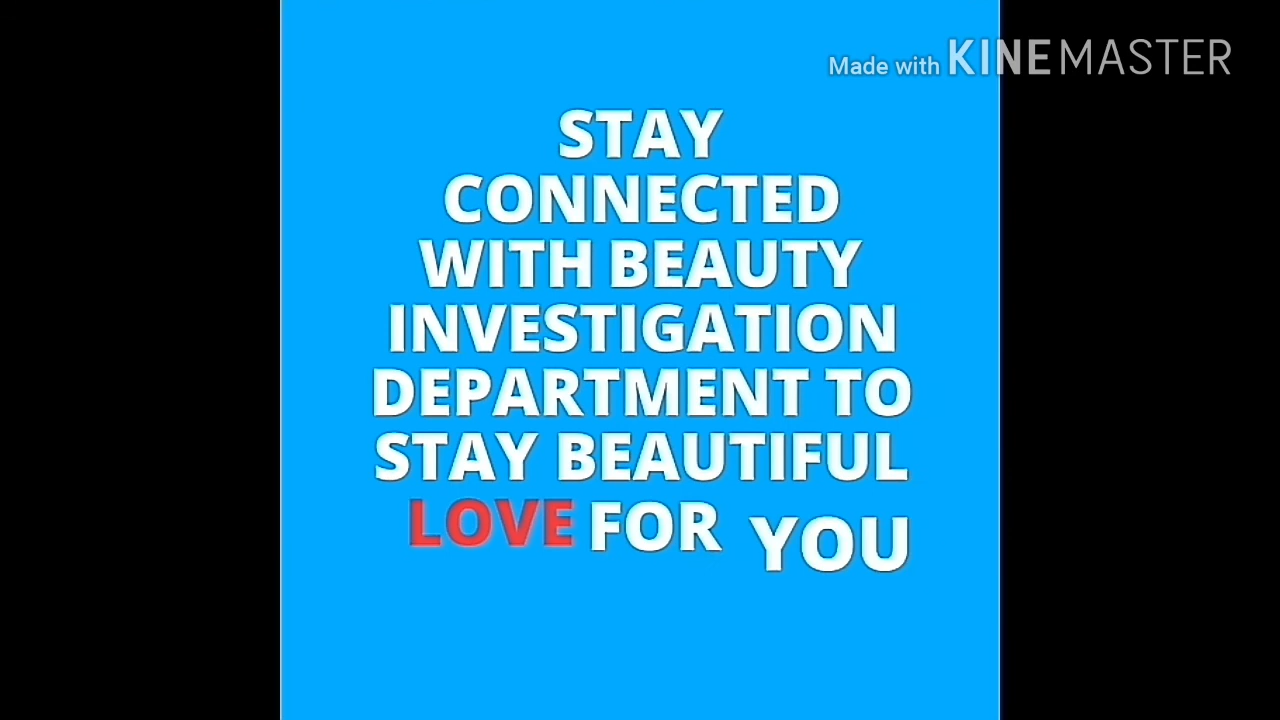 Made with KINEMASTER
STAY
CONNECTED
WITH BEAUTY
INVESTIGATION
DEPARTMENT TO
STAY BEAUTIFUL
LOVE FOR YOU